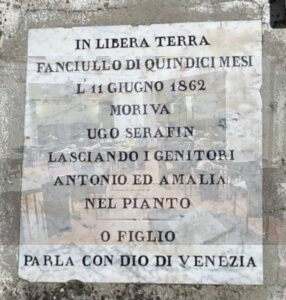 IN LIBERA TERRA
FANCIULLO DI QUINDICI MESI
L'11 GIUGNO 1862
MORIVA
UGO SERAFIN
LASCIANDO I GENITORI
ANTONIO ED AMALIA
NEL PIANTO
O FIGLIO
PARLA CON DIO DI VENEZIA